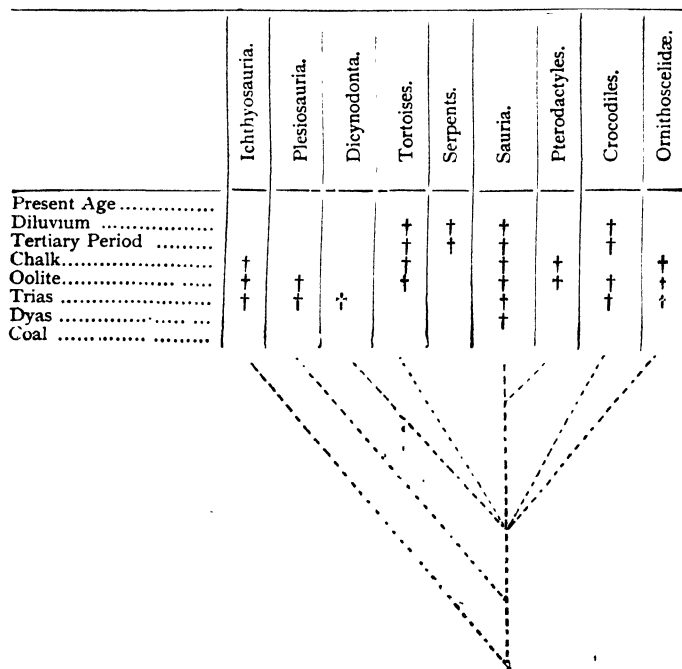 Ichthyosauria.
Plesiosauria.
Dicynodonta.
Tortoises.
Serpents.
Sauria.
Pterodactyles.
Crocodiles.
Ornithoscelidæ.
Present Age ................
Diluvium .................. † † † †
Tertiary Period ......... † † † †
Chalk........................ † † † † †
Oolite........................ † † † † † † †
Trias ........................ † † † † † †
Dyas ........................ †
Coal ........................